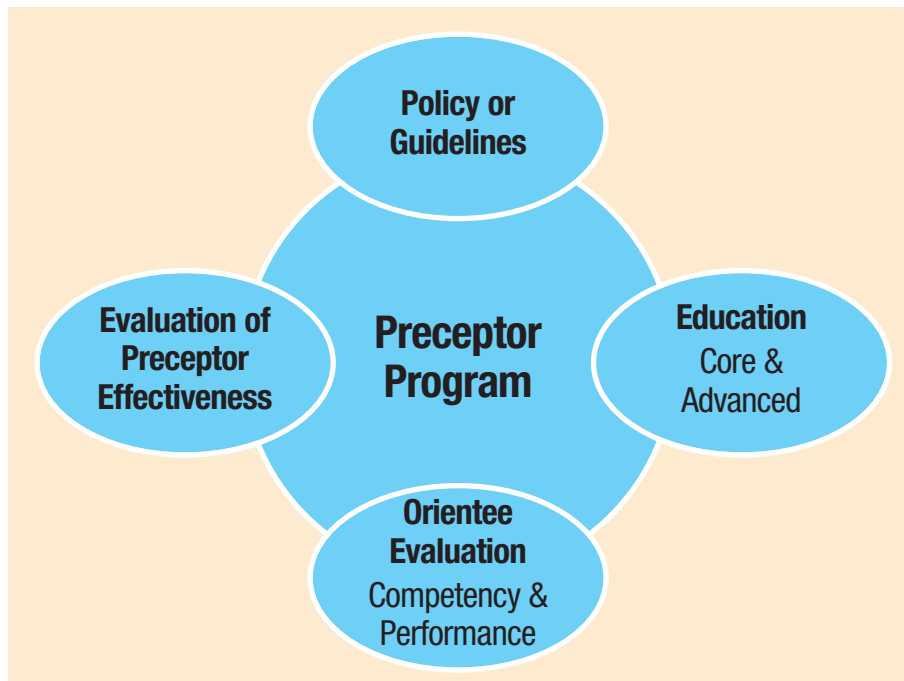 Policy or
Guidelines
Evaluation of
Preceptor
Effectiveness
Preceptor
Program
Education
Core &
Advanced
Orientee
Evaluation
Competency &
Performance